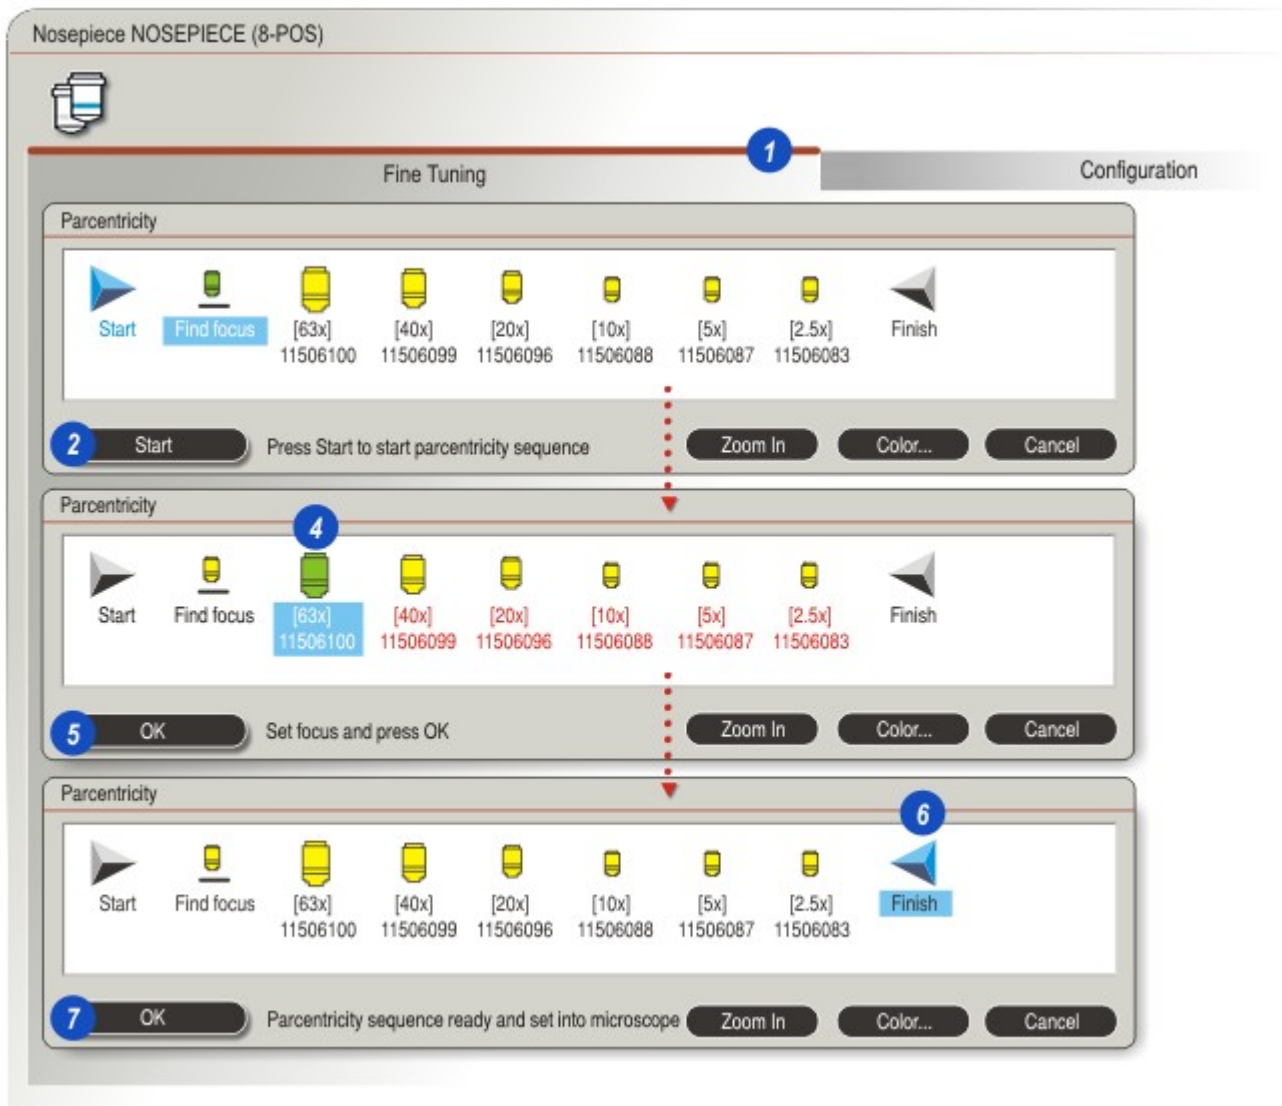 Nosepiece NOSEPIECE (8-POS)
1
Fine Tuning
Configuration
Parcentricity
Start Find focus [63x] [40x] [20x] [10x] [5x] [2.5x] Finish
11506100 11506099 11506096 11506088 11506087 11506083
2 Start Press Start to start parcentricity sequence Zoom In Color... Cancel
Parcentricity
4
Start Find focus [63x] [40x] [20x] [10x] [5x] [2.5x] Finish
11506100 11506099 11506096 11506088 11506087 11506083
5 OK Set focus and press OK Zoom In Color... Cancel
Parcentricity
6
Start Find focus [63x] [40x] [20x] [10x] [5x] [2.5x] Finish
11506100 11506099 11506096 11506088 11506087 11506083
7 OK Parcentricity sequence ready and set into microscope Zoom In Color... Cancel